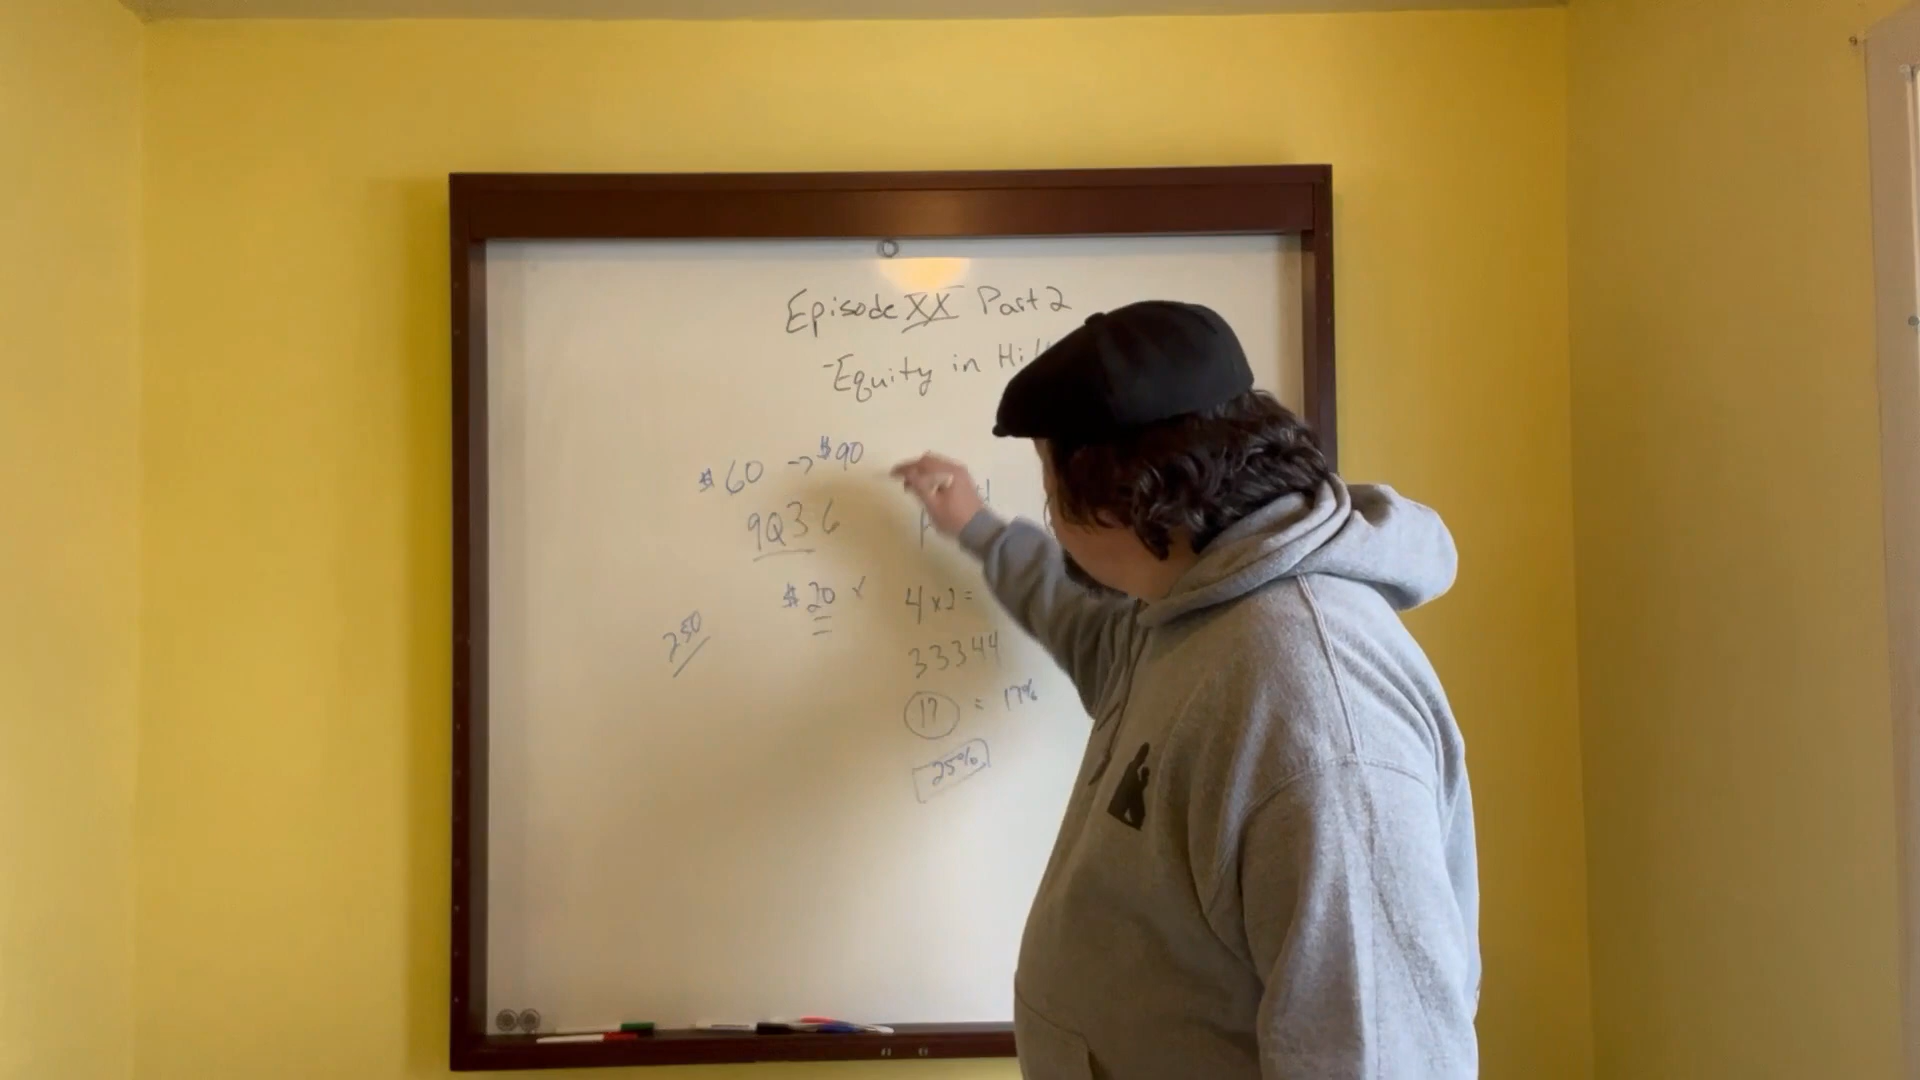 Episode XX Part 2
-Equity in Hi
$60 -> $90
9Q36
$20
4x2=
33344
250
17 = 17%
25%